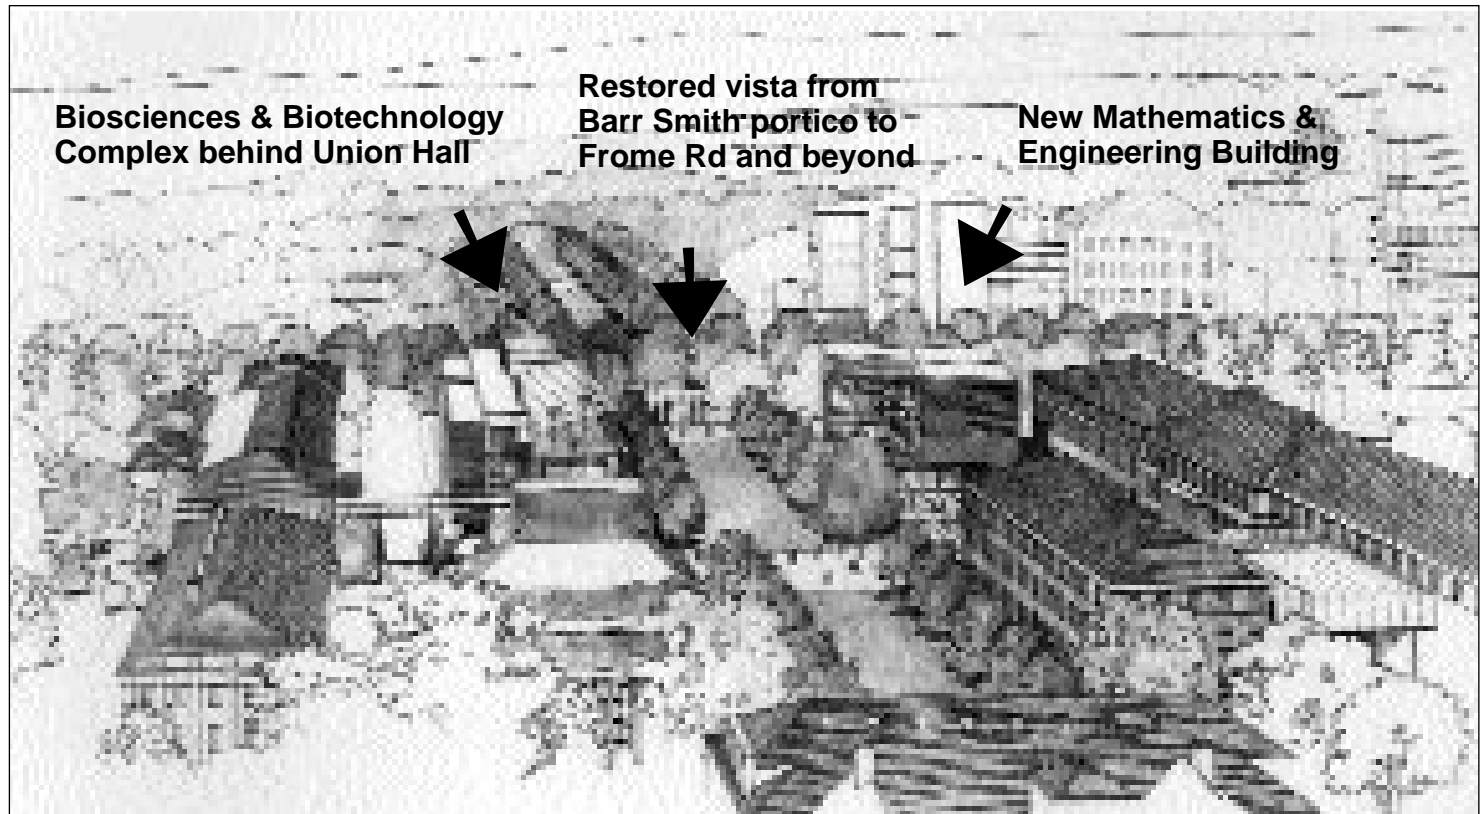 Biosciences & Biotechnology
Complex behind Union Hall
Restored vista from
Barr Smith portico to
Frome Rd and beyond
New Mathematics &
Engineering Building